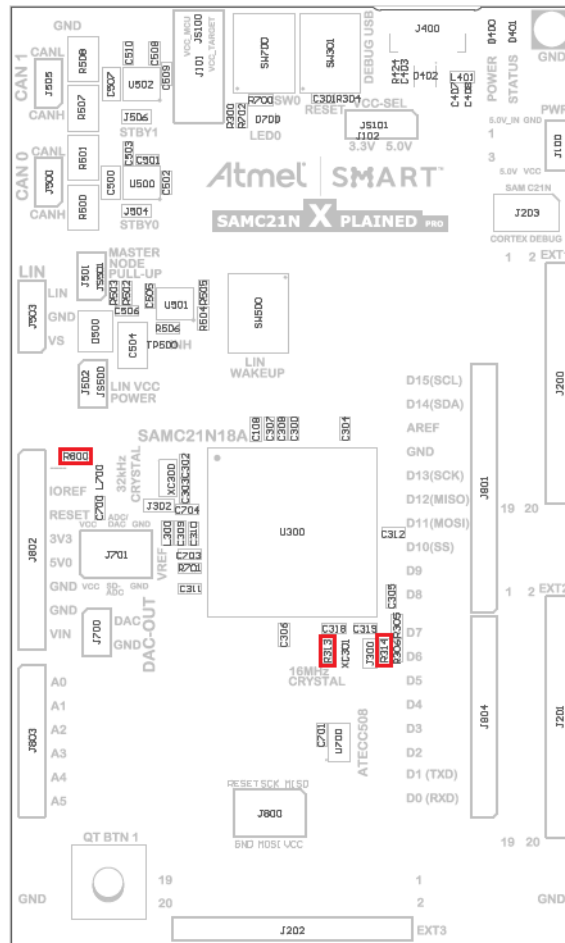 GND
CAN 1
CANL
J505
CANH
R508
R507
C510
C508
C507
U502
C509
J506
STBY1
CAN 0
CANL
J500
CANH
R501
R500
C503
C501
C500
U500
C502
J504
STBY0
VCC_MCU
VCC_TARGET
J101
JS100
SW700
SW301
DEBUG USB
J400
R424
C403
D402
L401
C407
C408
D400
D401
POWER
STATUS
GND
R300
R702
R700
SW0
D700
LED0
C301
R304
RESET
VCC-SEL
JS101
J102
3.3V 5.0V
5.0V_IN GND
PWR
1
3
J100
5.0V VCC
Atmel SMART™
SAMC21N XPLAINED PRO
SAM C21N
J203
CORTEX DEBUG
1 2 EXT1
LIN
J503
LIN
GND
VS
J501
JS501
MASTER
NODE
PULL-UP
R503
R502
C506
C505
U501
R505
R504
R506
D500
C504
TP500
NH
SW500
LIN
WAKEUP
J502
JS500
LIN VCC
POWER
J200
D15(SCL)
D14(SDA)
AREF
GND
D13(SCK)
D12(MISO)
D11(MOSI)
D10(SS)
D9
D8
J801
19 20
1 2
EXT2
SAMC21N18A
C108
C307
C308
C300
C304
R800
L700
C700
32kHz
CRYSTAL
XC300
C302
C303
J302
C704
IOREF
RESET
3V3
5V0
GND
GND
VIN
J802
VCC
ADC/
DAC
GND
J701
VCC
SD-
ADC
GND
VREF
L300
C309
C310
C703
R701
C311
U300
C312
C305
J700
DAC
GND
DAC-OUT
C306
C318
C319
R313
XC301
J300
R314
R305
R306
16MHz
CRYSTAL
D7
D6
D5
D4
D3
D2
D1 (TXD)
D0 (RXD)
J804
J201
J803
A0
A1
A2
A3
A4
A5
C701
U700
ATECC508
RESET SCK MISO
J800
GND MOSI VCC
19 20
QT BTN 1
GND
19
20
1
2
GND
J202
EXT3